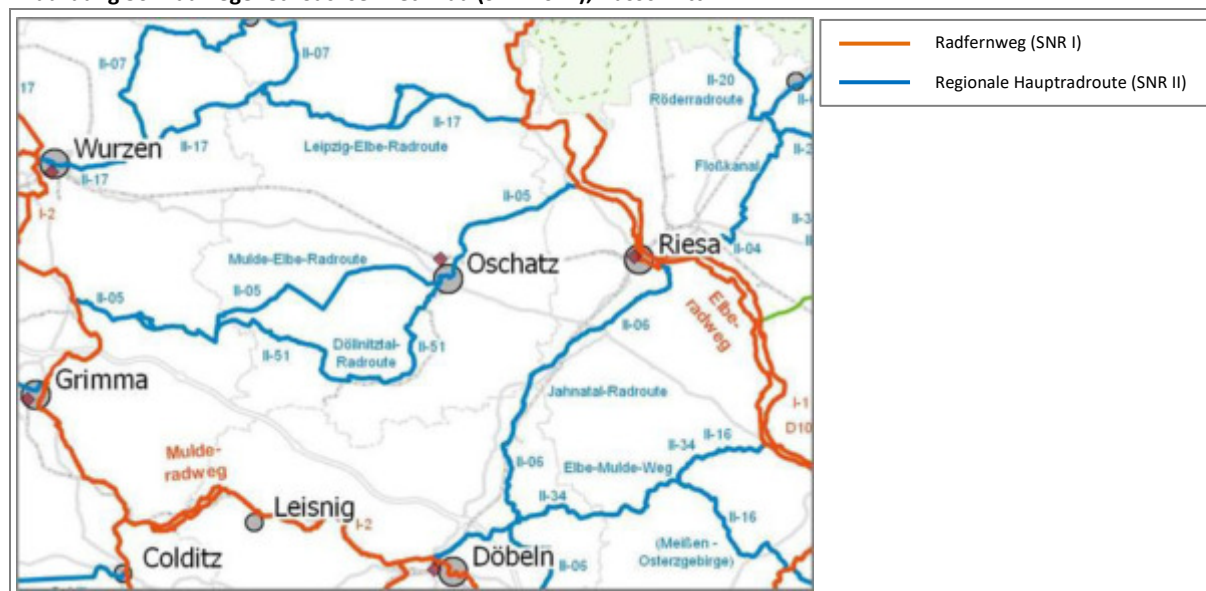 Radfernweg (SNR I)
Regionale Hauptradroute (SNR II)
II-07
II-07
II-20
Röderradroute
17
II-17
Wurzen
II-17
Leipzig-Elbe-Radroute
II-17
Floßkanal
I-2
II-05
Riesa
II-04
Mulde-Elbe-Radroute
Oschatz
II-05
II-05
Elbe-
radweg
II-06
II-51
Döllnitztal-
Radroute
II-51
Grimma
Jahnatal-Radroute
I-1
D10
II-16
II-34
Mulde-
radweg
II-06
Elbe-Mulde-Weg
Leisnig
II-34
I-2
II-16
Colditz
Döbeln
(Meißen -
Osterzgebirge)
II-06